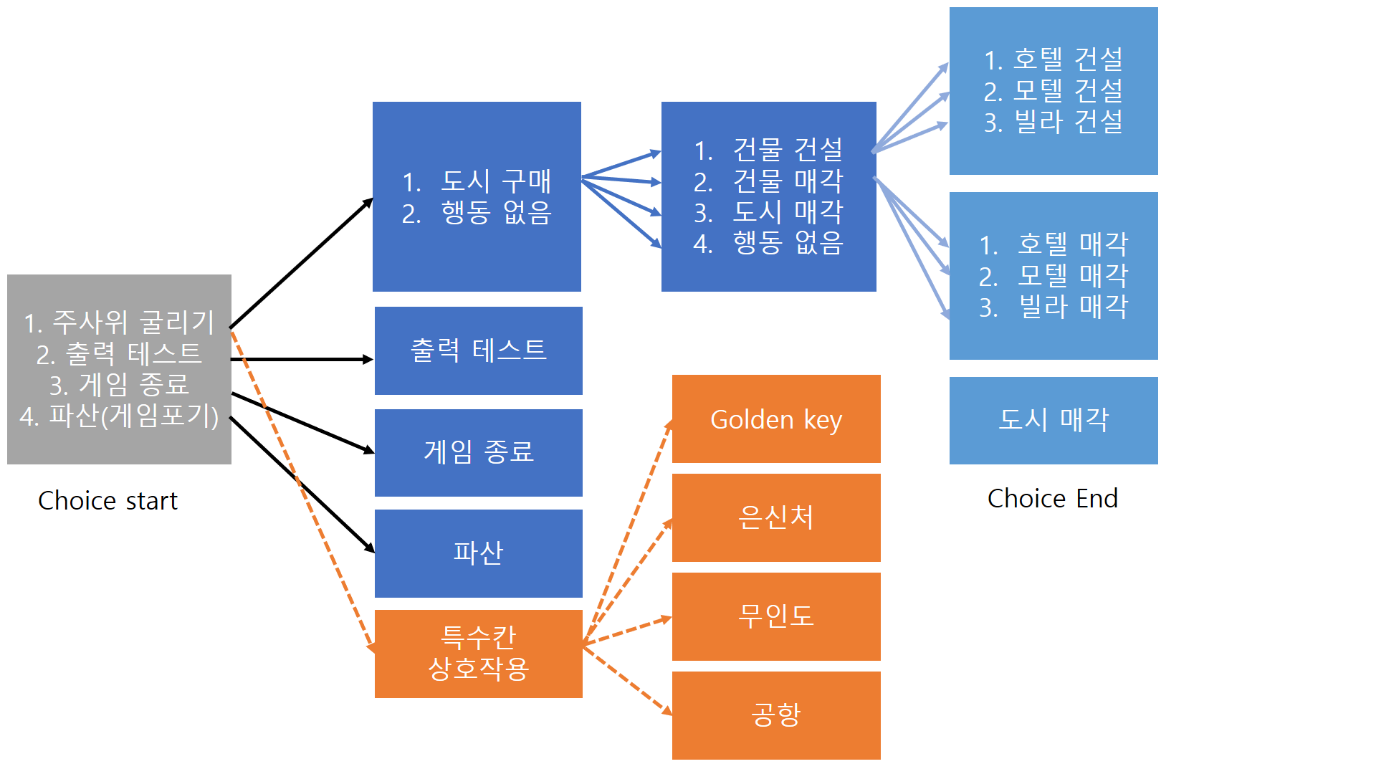 1. 주사위 굴리기
2. 출력 테스트
3. 게임 종료
4. 파산(게임포기)
Choice start
1. 도시 구매
2. 행동 없음
출력 테스트
게임 종료
파산
특수칸
상호작용
1. 건물 건설
2. 건물 매각
3. 도시 매각
4. 행동 없음
Golden key
은신처
무인도
공항
1. 호텔 건설
2. 모텔 건설
3. 빌라 건설
1. 호텔 매각
2. 모텔 매각
3. 빌라 매각
도시 매각
Choice End